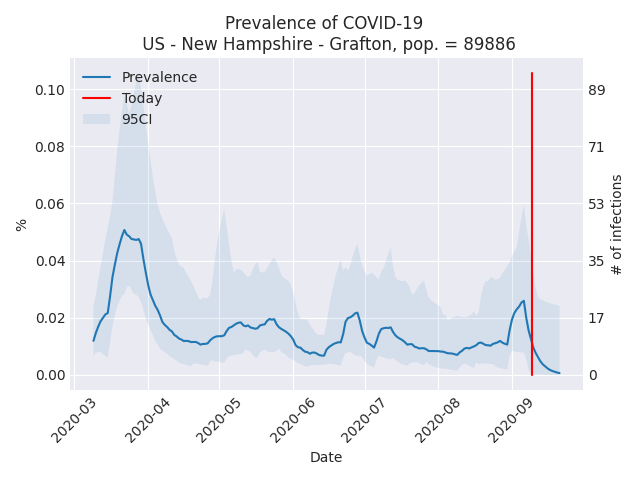 Prevalence of COVID-19
US - New Hampshire - Grafton, pop. = 89886
Prevalence
Today
95CI
0.10
0.08
0.06
0.04
0.02
0.00
%
89
71
53
35
17
0
# of infections
2020-03
2020-04
2020-05
2020-06
2020-07
2020-08
2020-09
Date